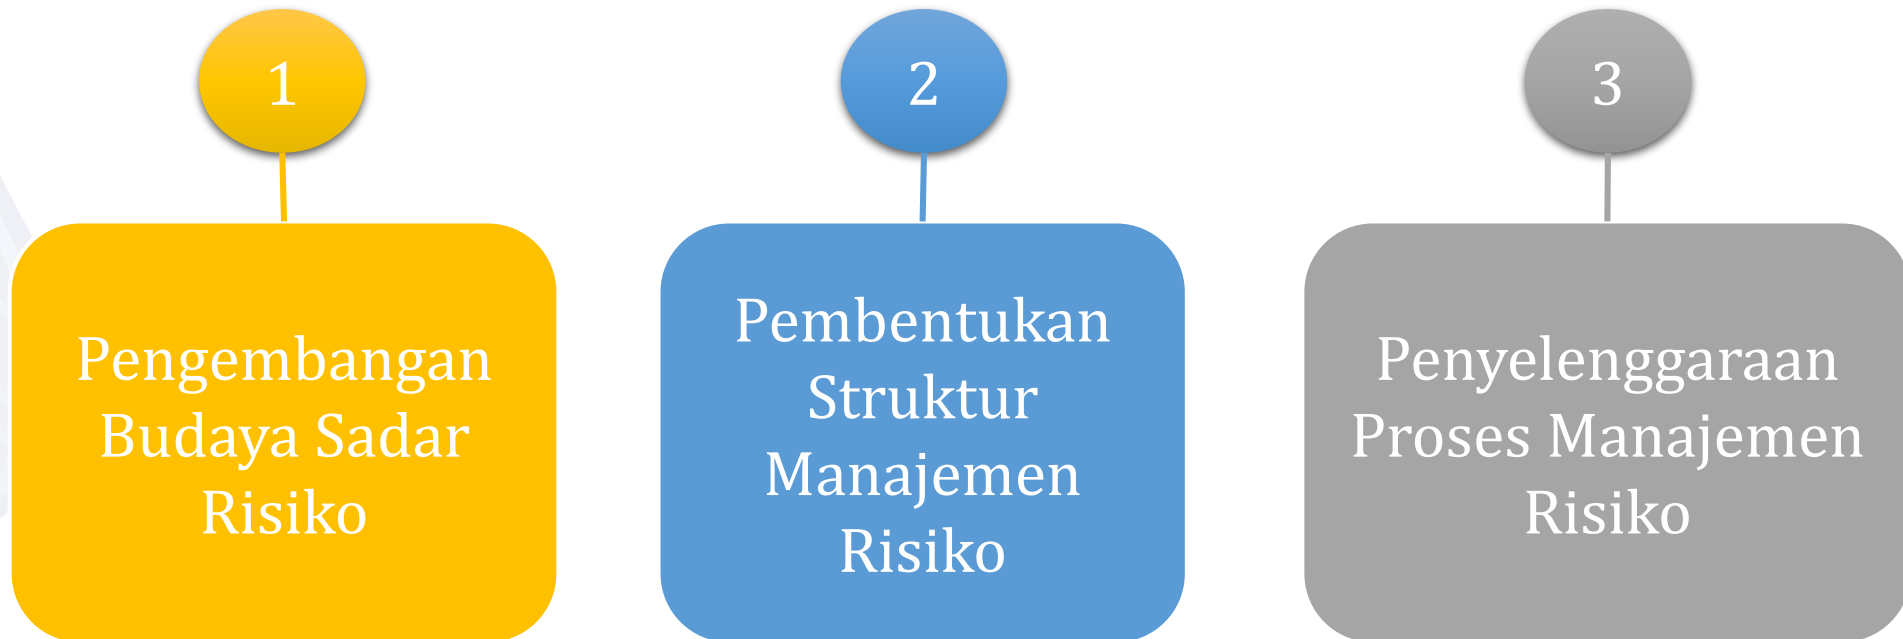 1
Pengembangan
Budaya Sadar
Risiko
2
Pembentukan
Struktur
Manajemen
Risiko
3
Penyelenggaraan
Proses Manajemen
Risiko